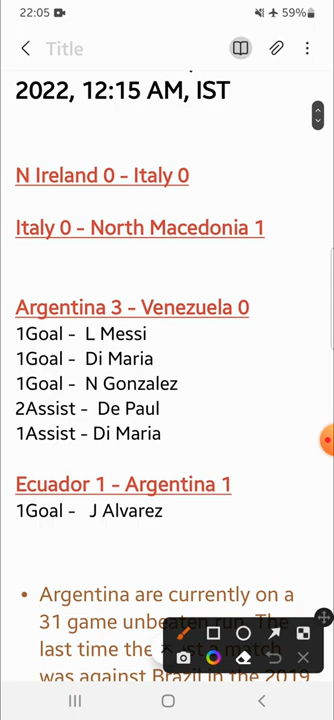 22:05 59%
Title
2022, 12:15 AM, IST
N Ireland 0 - Italy 0
Italy 0 - North Macedonia 1
Argentina 3 - Venezuela 0
1Goal - L Messi
1Goal - Di Maria
1Goal - N Gonzalez
2Assist - De Paul
1Assist - Di Maria
Ecuador 1 - Argentina 1
1Goal - J Alvarez
• Argentina are currently on a
31 game unbeaten run. The
last time the a match
was against Brazil in the 2019